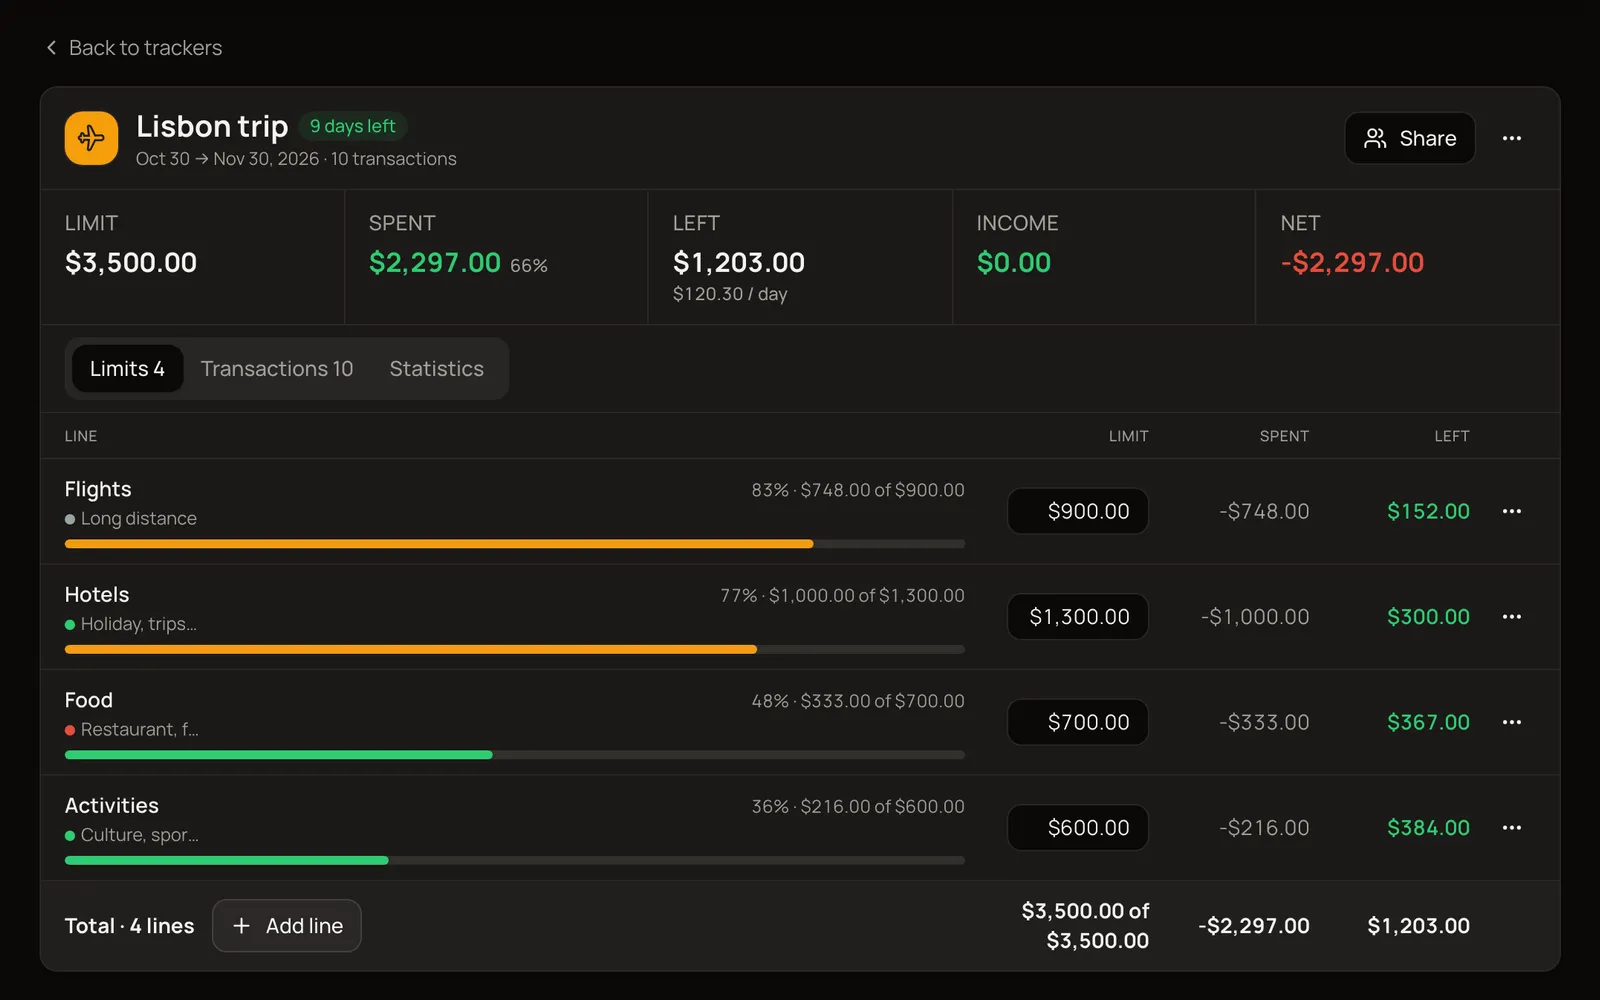 Back to trackers
Lisbon trip 9 days left
Oct 30 → Nov 30, 2026 · 10 transactions
Share
LIMIT
$3,500.00
SPENT
$2,297.00 66%
LEFT
$1,203.00
$120.30 / day
INCOME
$0.00
NET
-$2,297.00
Limits 4 Transactions 10 Statistics
LINE LIMIT SPENT LEFT
Flights 83% · $748.00 of $900.00
Long distance
$900.00 -$748.00 $152.00
Hotels 77% · $1,000.00 of $1,300.00
Holiday, trips...
$1,300.00 -$1,000.00 $300.00
Food 48% · $333.00 of $700.00
Restaurant, f...
$700.00 -$333.00 $367.00
Activities 36% · $216.00 of $600.00
Culture, spor...
$600.00 -$216.00 $384.00
Total · 4 lines + Add line
$3,500.00 of
$3,500.00
-$2,297.00 $1,203.00